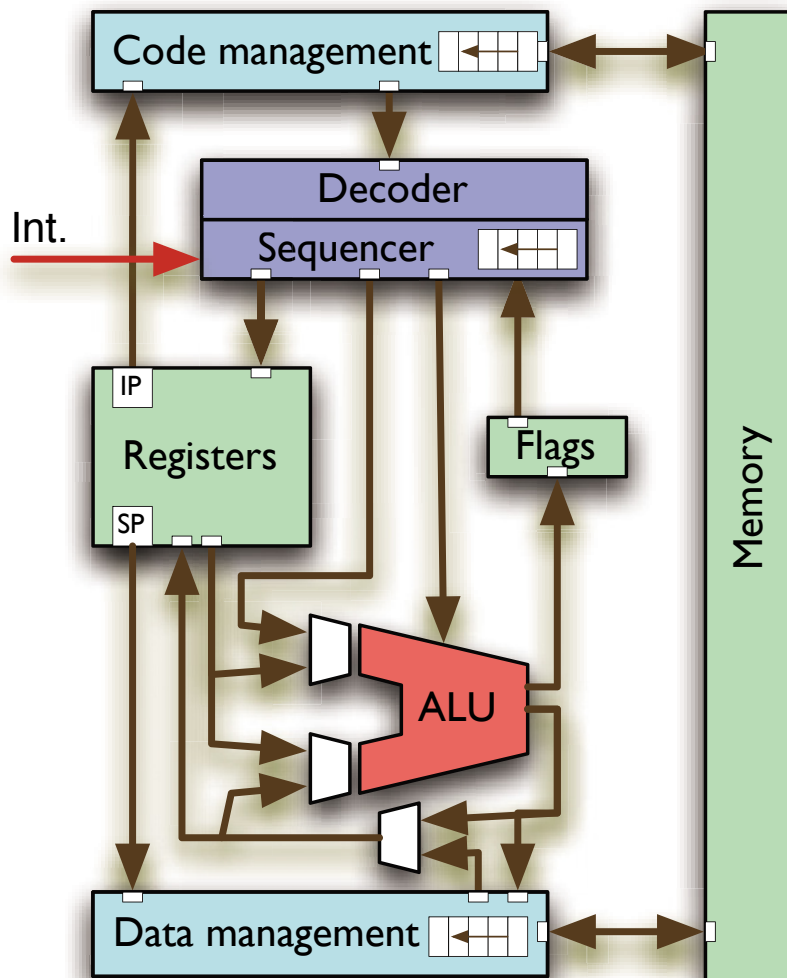 Code management
Decoder
Int.
Sequencer
IP
Registers
Flags
SP
Memory
ALU
Data management